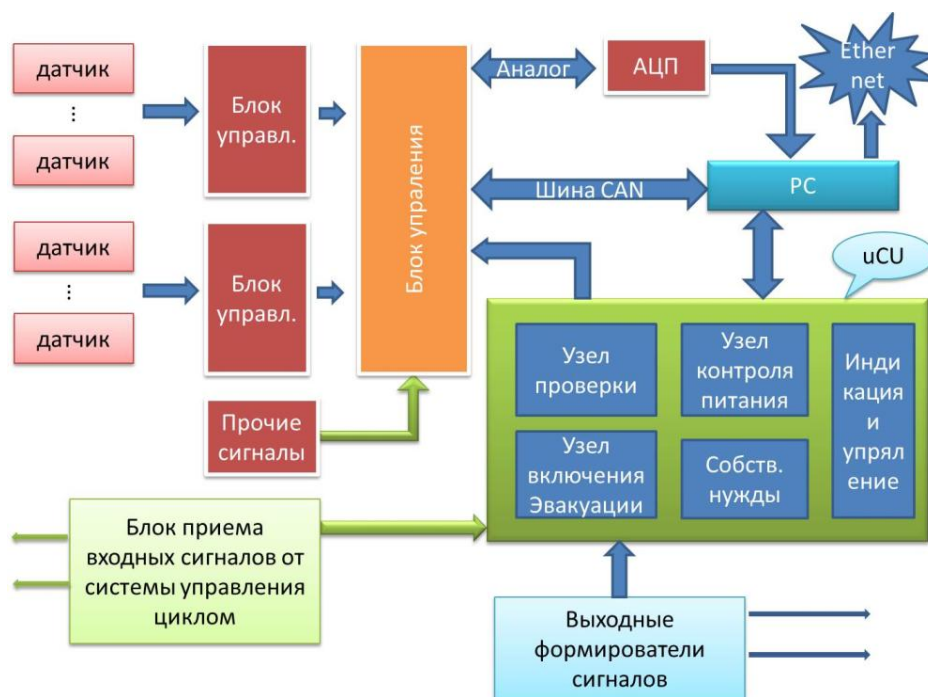 датчик
...
датчик
Блок
управл.
датчик
...
датчик
Блок
управл.
Прочие
сигналы
Блок упраления
Аналог
АЦП
Ether
net
Шина CAN
PC
uCU
Узел
проверки
Узел
контроля
питания
Узел
включения
Эвакуации
Собств.
нужды
Инди
кация
и
упрял
ение
Блок приема
входных сигналов от
системы управления
циклом
Выходные
формирователи
сигналов